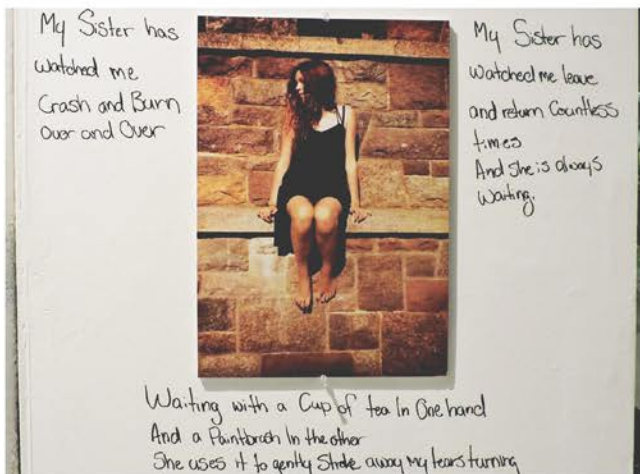 My Sister has
watched me
Crash and Burn
Over and Over
My Sister has
Watched me leave
and return Countless
times
And she is always
Waiting.
Waiting with a Cup of tea In One hand
And a Paintbrush In the other
She uses it to gently Stroke away My tears turning